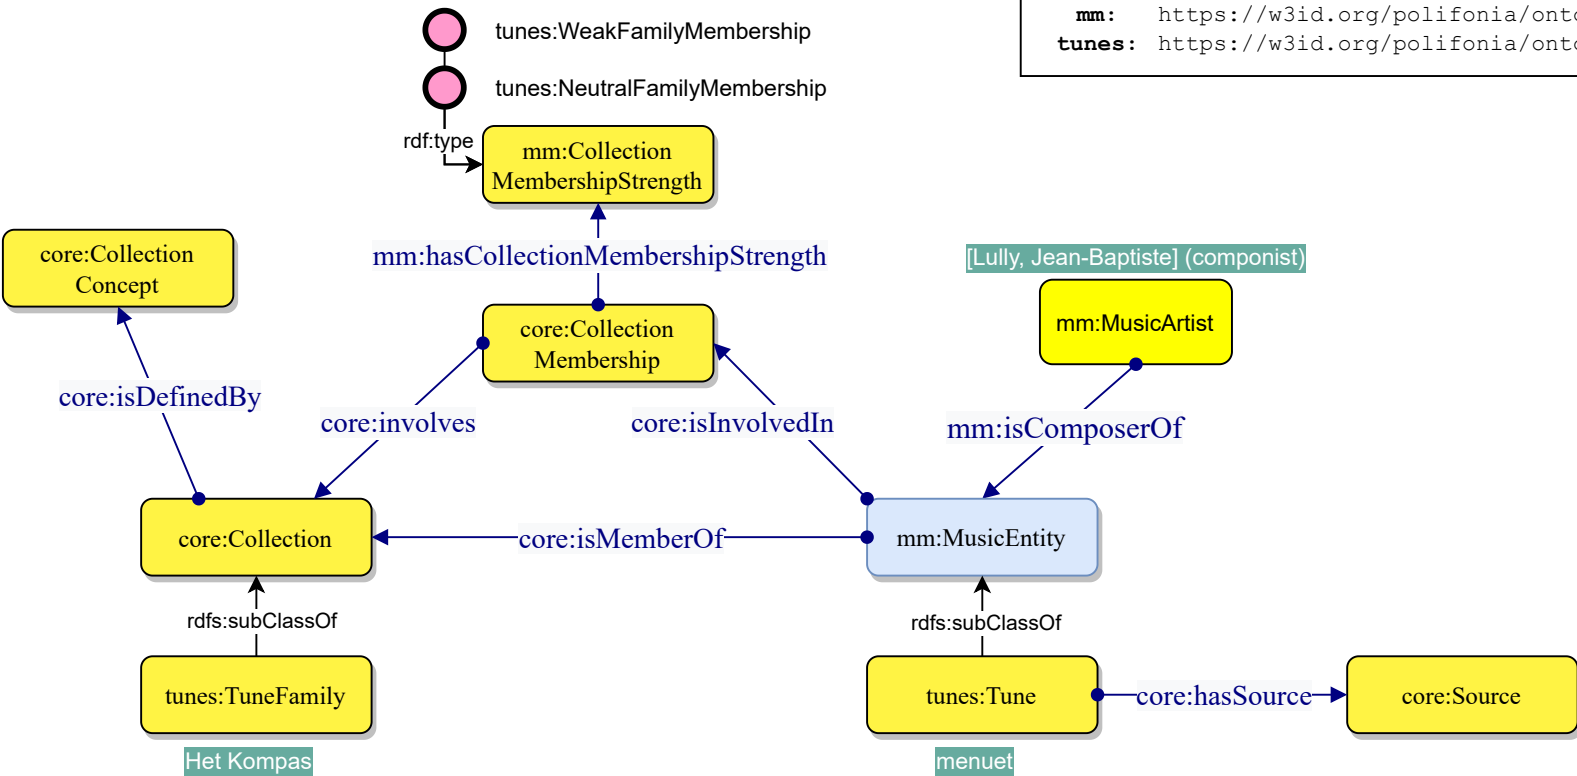 tunes:WeakFamilyMembership
mm: https://w3id.org/polifonia/onto
tunes: https://w3id.org/polifonia/onto
tunes:NeutralFamilyMembership
rdf:type
mm:Collection
MembershipStrength
mm:hasCollectionMembershipStrength
core:Collection
Concept
[Lully, Jean-Baptiste] (componist)
core:Collection
Membership
mm:MusicArtist
core:isDefinedBy
core:involves
core:isInvolvedIn
mm:isComposerOf
core:Collection
core:isMemberOf
mm:MusicEntity
rdfs:subClassOf
rdfs:subClassOf
tunes:TuneFamily
tunes:Tune
core:hasSource
core:Source
Het Kompas
menuet